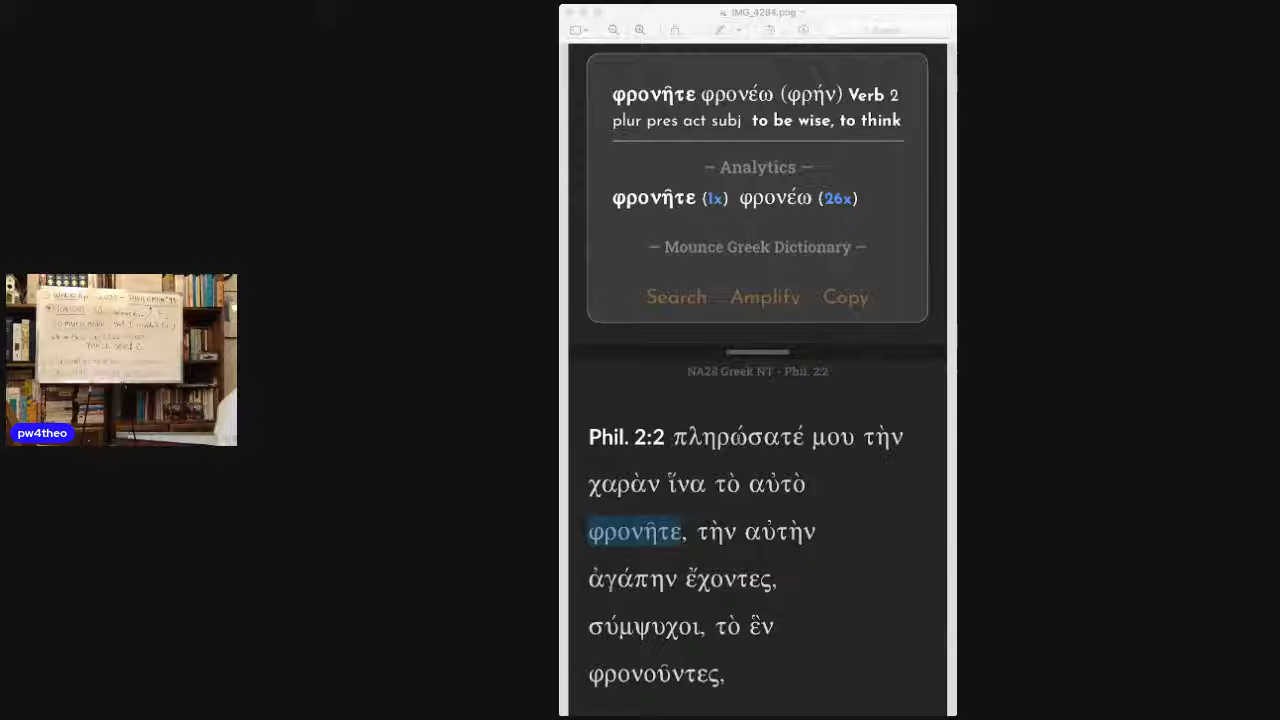 IMG_4284.png
φρονῆτε φρονέω (φρήν) Verb 2
plur pres act subj to be wise, to think
— Analytics —
φρονῆτε (1x) φρονέω (26x)
— Mounce Greek Dictionary —
Search Amplify Copy
NA28 Greek NT - Phil. 2:2
Phil. 2:2 πληρώσατέ μου τὴν
χαρὰν ἵνα τὸ αὐτὸ
φρονῆτε, τὴν αὐτὴν
ἀγάπην ἔχοντες,
σύμψυχοι, τὸ ἓν
φρονοῦντες,
pw4theo